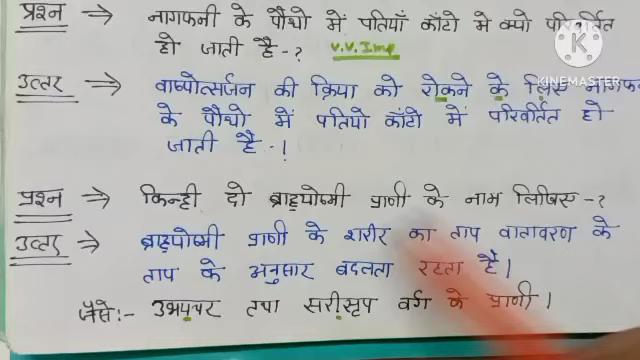 प्रश्न ⇒ नागफनी के पौधो में पतियाँ काँटो मे क्यो परिवर्तित
हो जाती है-? V.V.Imp
KINEMASTER
उत्तर ⇒ वाष्पोत्सर्जन की क्रिया को रोकने के लिए नागफन
के पौधो में पतियो काँटो में परिवर्तित हो
जाती है-!
प्रश्न ⇒ किन्ही दो ब्राह्यपोष्मी प्राणी के नाम लिखिए-?
उत्तर ⇒ ब्राह्यपोष्मी प्राणी के शरीर का ताप वातावरण के
ताप के अनुसार बदलता रहता है।
जैसे:- उभयचर तथा सरीसृप वर्ग के प्राणी।